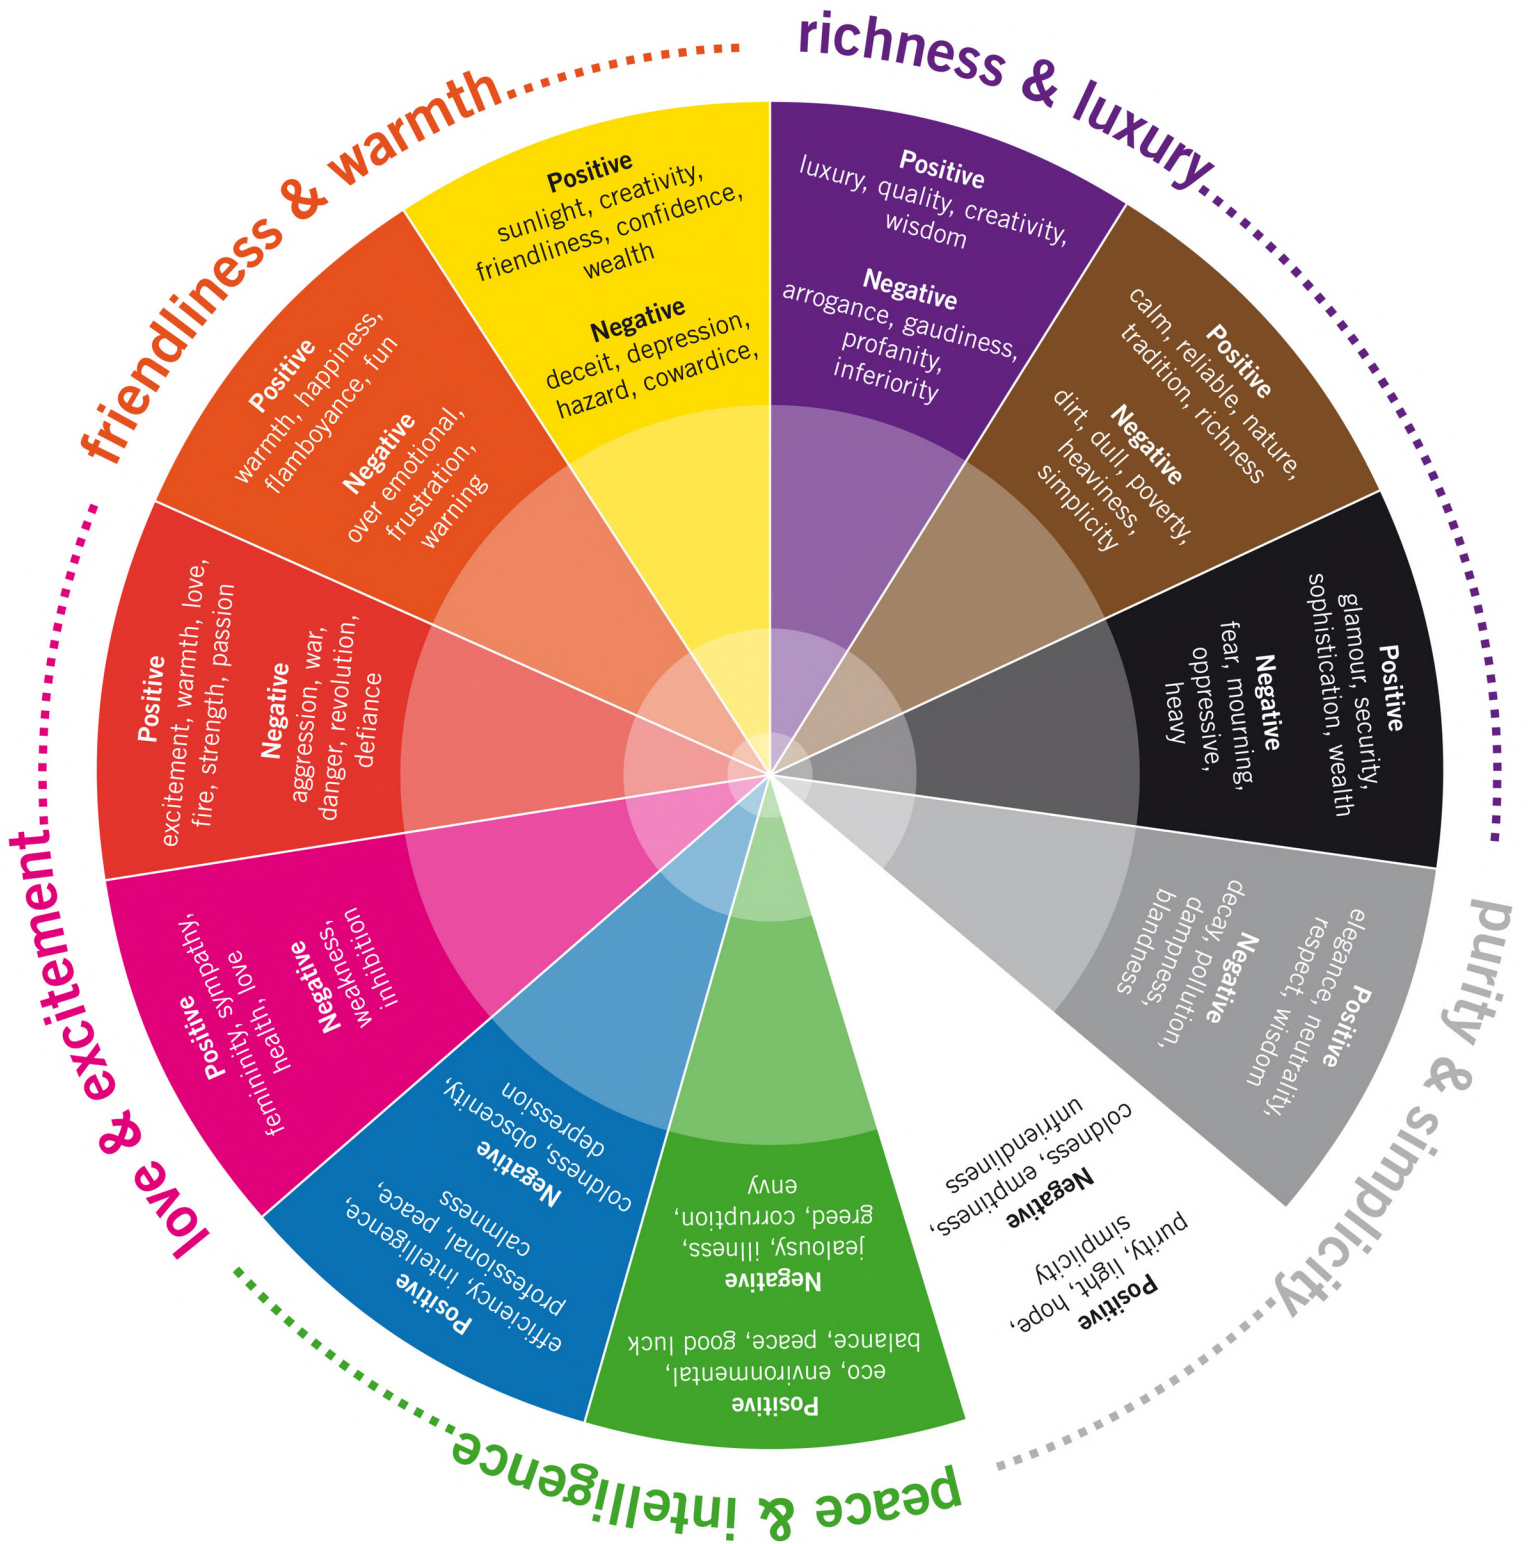 richness & luxury
Positive
luxury, quality, creativity,
wisdom
Negative
arrogance, gaudiness,
profanity,
inferiority
Positive
calm, reliable, nature,
tradition, richness
Negative
dirt, dull, poverty,
heaviness,
simplicity
Positive
glamour, security,
sophistication, wealth
Negative
fear, mourning,
oppressive,
heavy
purity & simplicity
Positive
elegance, neutrality,
respect, wisdom
Negative
decay, pollution,
dampness,
blandness
Positive
purity, light, hope,
simplicity
Negative
coldness, emptiness,
unfriendliness
peace & intelligence
Positive
eco, environmental,
balance, peace, good luck
Negative
jealousy, illness,
greed, corruption,
envy
Positive
efficiency, intelligence,
professional, peace,
calmness
Negative
coldness, obscenity,
depression
love & excitement
Positive
femininity, sympathy,
health, love
Negative
weakness,
inhibition
Positive
excitement, warmth, love,
fire, strength, passion
Negative
aggression, war,
danger, revolution,
defiance
friendliness & warmth
Positive
warmth, happiness,
flamboyance, fun
Negative
over emotional,
frustration,
warning
Positive
sunlight, creativity,
friendliness, confidence,
wealth
Negative
deceit, depression,
hazard, cowardice,